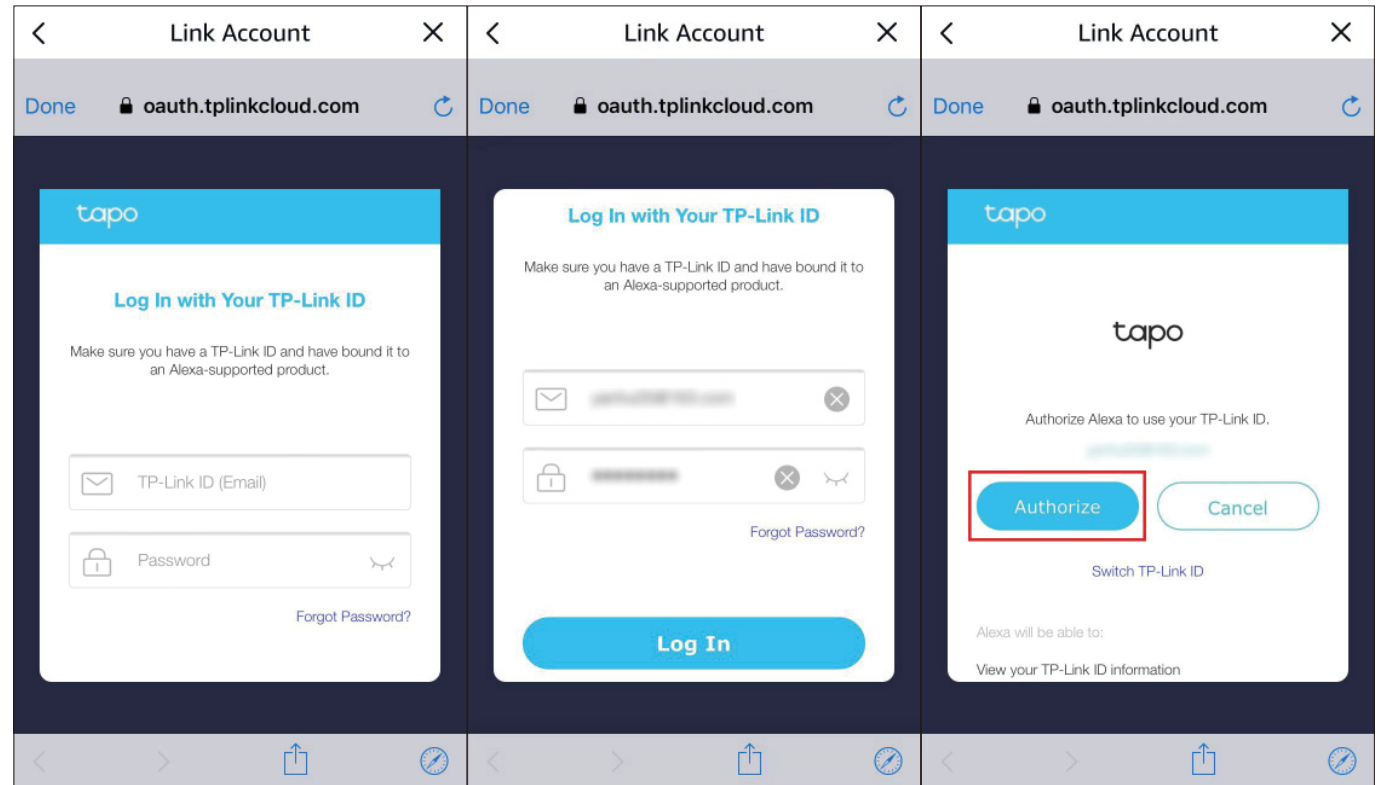 Link Account
Done
oauth.tplinkcloud.com
tapo
Log In with Your TP-Link ID
Make sure you have a TP-Link ID and have bound it to
an Alexa-supported product.
TP-Link ID (Email)
Password
Forgot Password?
Link Account
Done
oauth.tplinkcloud.com
Log In with Your TP-Link ID
Make sure you have a TP-Link ID and have bound it to
an Alexa-supported product.
Forgot Password?
Log In
Link Account
Done
oauth.tplinkcloud.com
tapo
tapo
Authorize Alexa to use your TP-Link ID.
Authorize
Cancel
Switch TP-Link ID
Alexa will be able to:
View your TP-Link ID information